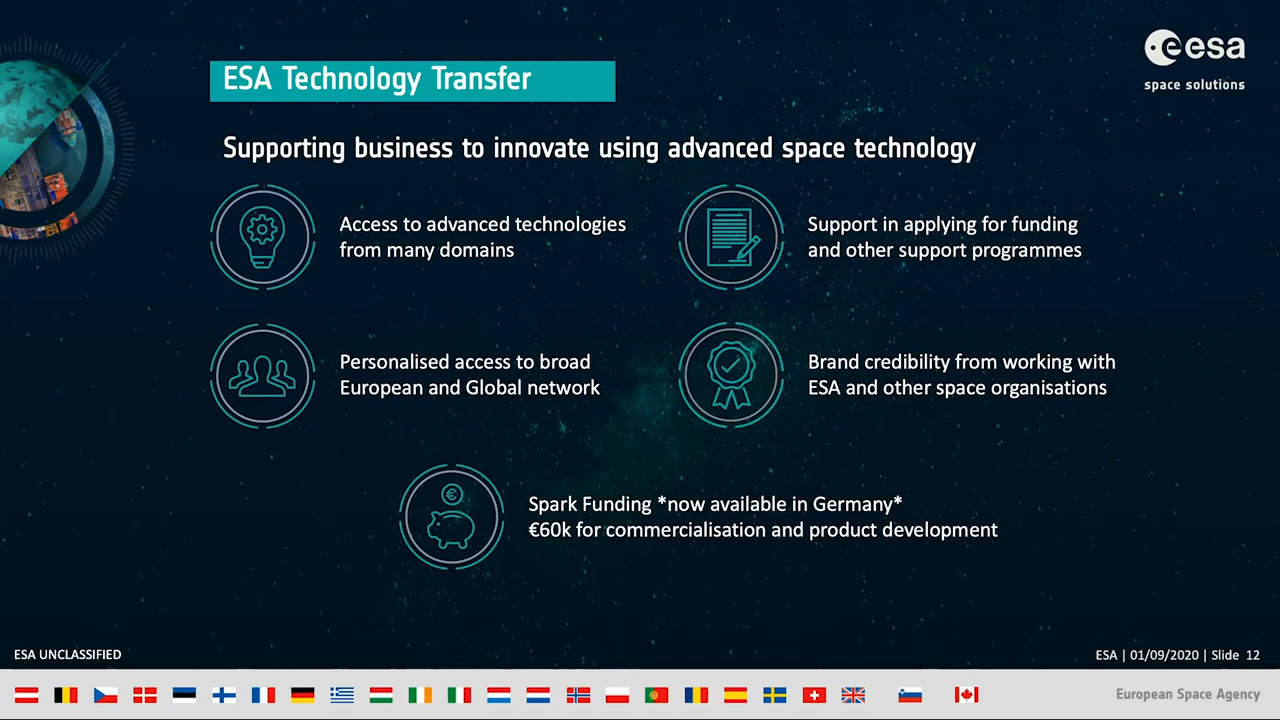 esa
space solutions
ESA Technology Transfer
Supporting business to innovate using advanced space technology
Access to advanced technologies
from many domains
Support in applying for funding
and other support programmes
Personalised access to broad
European and Global network
Brand credibility from working with
ESA and other space organisations
€
Spark Funding *now available in Germany*
€60k for commercialisation and product development
ESA UNCLASSIFIED
ESA | 01/09/2020 | Slide 12
European Space Agency